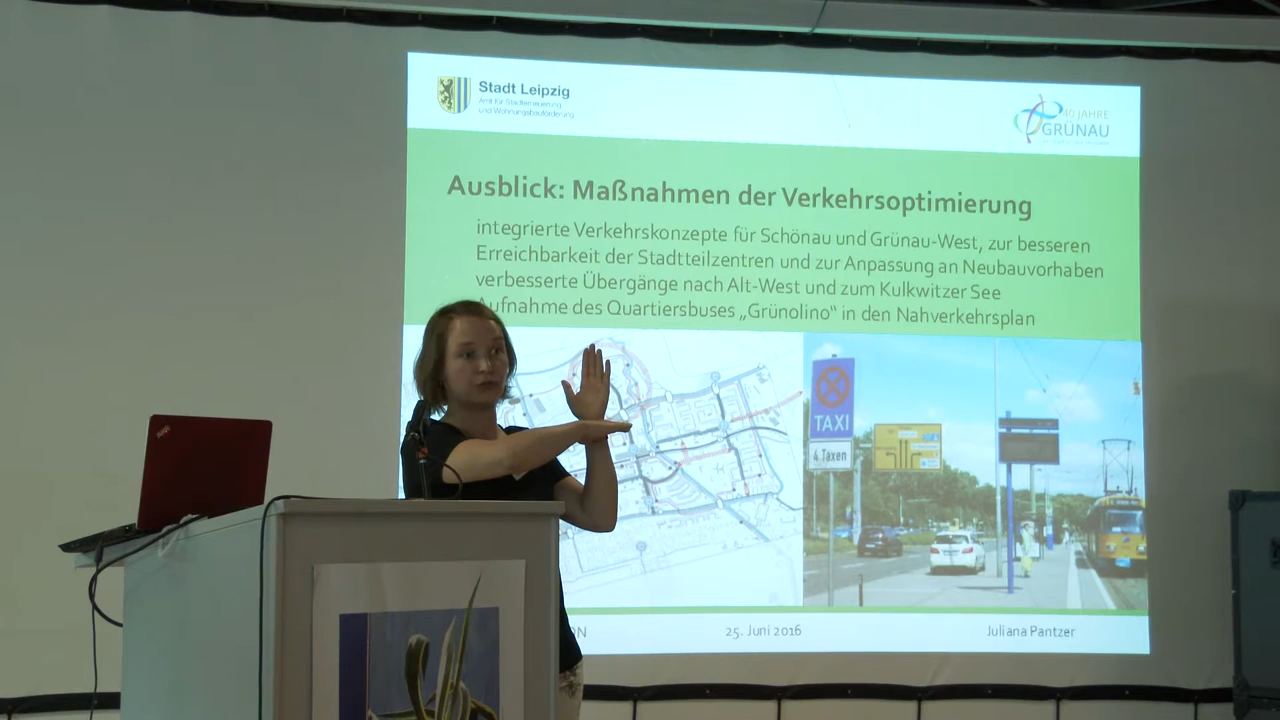 Stadt Leipzig
Amt für Stadterneuerung
und Wohnungsbauförderung
40 JAHRE
GRÜNAU
Ausblick: Maßnahmen der Verkehrsoptimierung
integrierte Verkehrskonzepte für Schönau und Grünau-West, zur besseren
Erreichbarkeit der Stadtteilzentren und zur Anpassung an Neubauvorhaben
verbesserte Übergänge nach Alt-West und zum Kulkwitzer See
Aufnahme des Quartiersbuses „Grünolino“ in den Nahverkehrsplan
TAXI
4 Taxen
25. Juni 2016
Juliana Pantzer